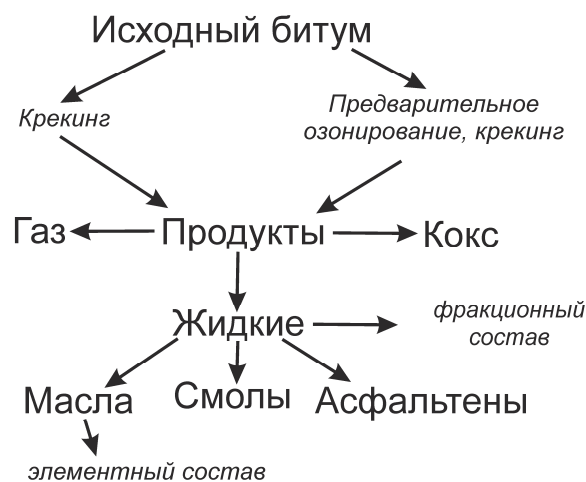 Исходный битум
Крекинг
Предварительное
озонирование, крекинг
Газ
Продукты
Кокс
Жидкие
фракционный
состав
Масла
Смолы
Асфальтены
элементный состав